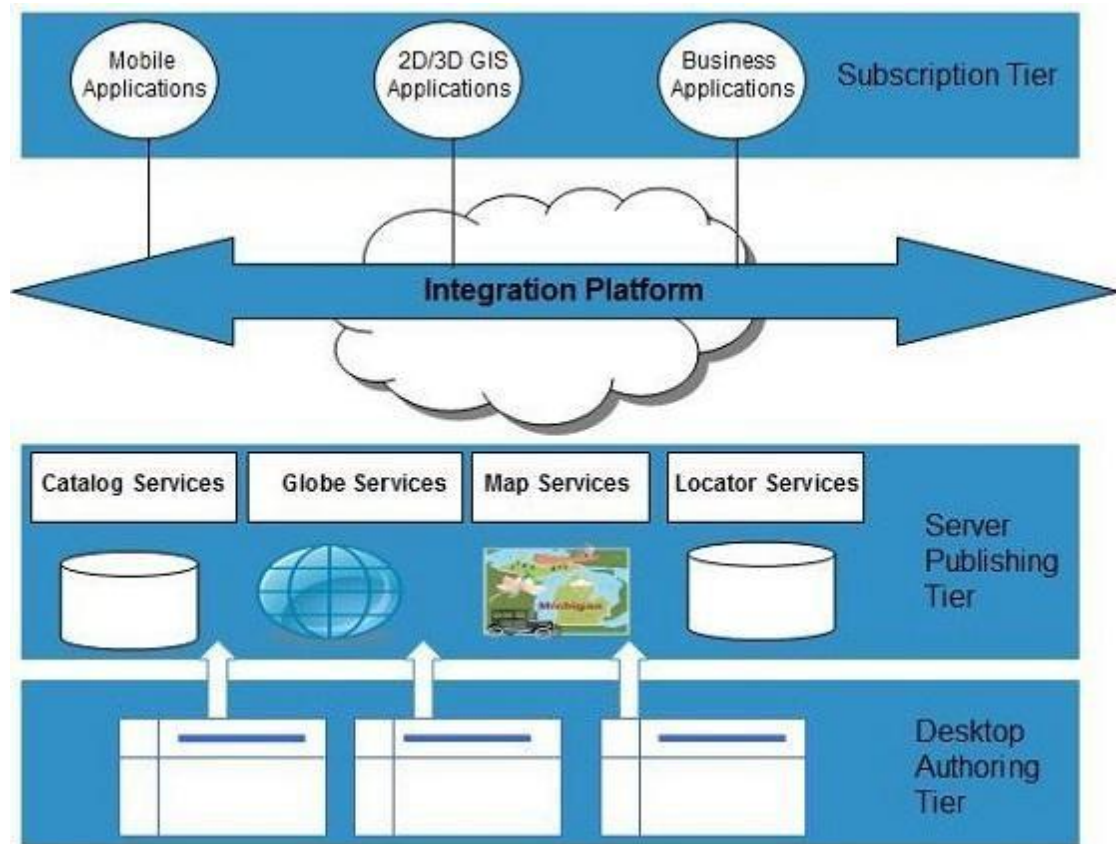 Mobile
Applications
2D/3D GIS
Applications
Business
Applications
Subscription Tier
Integration Platform
Catalog Services
Globe Services
Map Services
Locator Services
Michigan
Server
Publishing
Tier
Desktop
Authoring
Tier